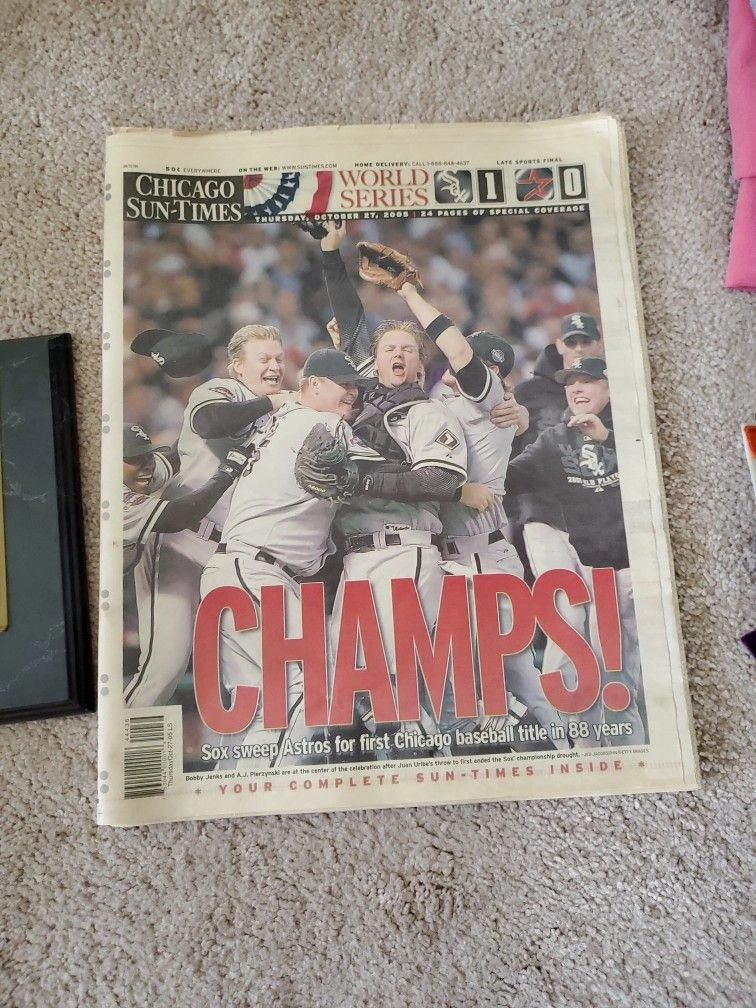 50¢ EVERYWHERE ON THE WEB: WWW.SUNTIMES.COM HOME DELIVERY: CALL 1-888-848-4637 LATE SPORTS FINAL
CHICAGO
SUN-TIMES
WORLD
SERIES
Sox 1 0
THURSDAY, OCTOBER 27, 2005 | 24 PAGES OF SPECIAL COVERAGE
CHAMPS!
Sox sweep Astros for first Chicago baseball title in 88 years
Bobby Jenks and A.J. Pierzynski are at the center of the celebration after Juan Uribe's throw to first ended the Sox' championship drought.
* YOUR COMPLETE SUN-TIMES INSIDE *